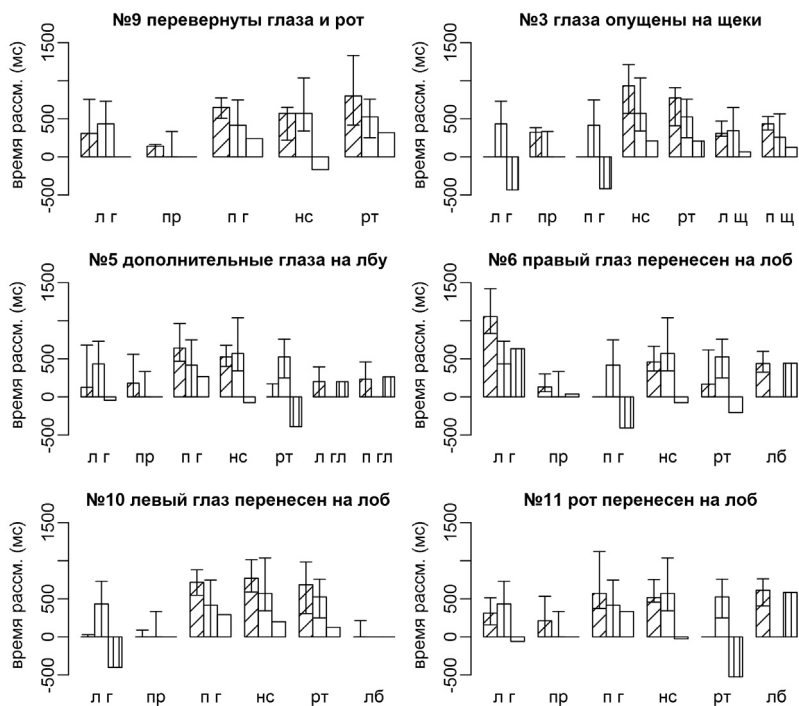 №9 перевернуты глаза и рот
время рассм. (мс)
1500
500
0
-500
л г пр п г нс рт
№3 глаза опущены на щеки
время рассм. (мс)
1500
500
0
-500
л г пр п г нс рт л щ п щ
№5 дополнительные глаза на лбу
время рассм. (мс)
1500
500
0
-500
л г пр п г нс рт л гл п гл
№6 правый глаз перенесен на лоб
время рассм. (мс)
1500
500
0
-500
л г пр п г нс рт лб
№10 левый глаз перенесен на лоб
время рассм. (мс)
1500
500
0
-500
л г пр п г нс рт лб
№11 рот перенесен на лоб
время рассм. (мс)
1500
500
0
-500
л г пр п г нс рт лб